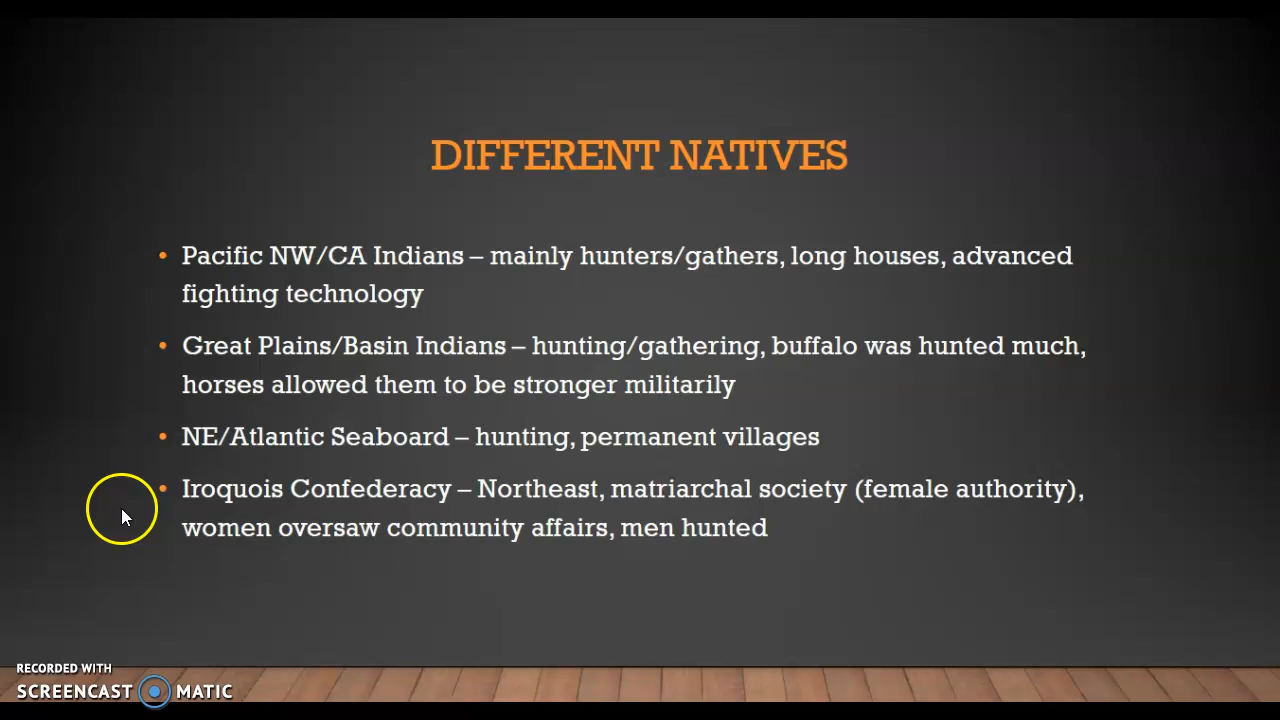 DIFFERENT NATIVES
• Pacific NW/CA Indians – mainly hunters/gathers, long houses, advanced
fighting technology
• Great Plains/Basin Indians – hunting/gathering, buffalo was hunted much,
horses allowed them to be stronger militarily
• NE/Atlantic Seaboard – hunting, permanent villages
• Iroquois Confederacy – Northeast, matriarchal society (female authority),
women oversaw community affairs, men hunted
RECORDED WITH
SCREENCAST MATIC